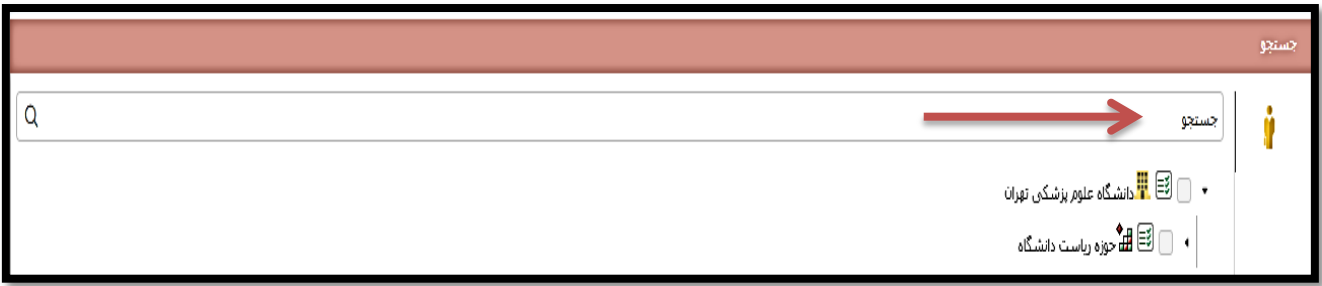 جستجو
جستجو
دانشگاه علوم پزشکی تهران
حوزه ریاست دانشگاه